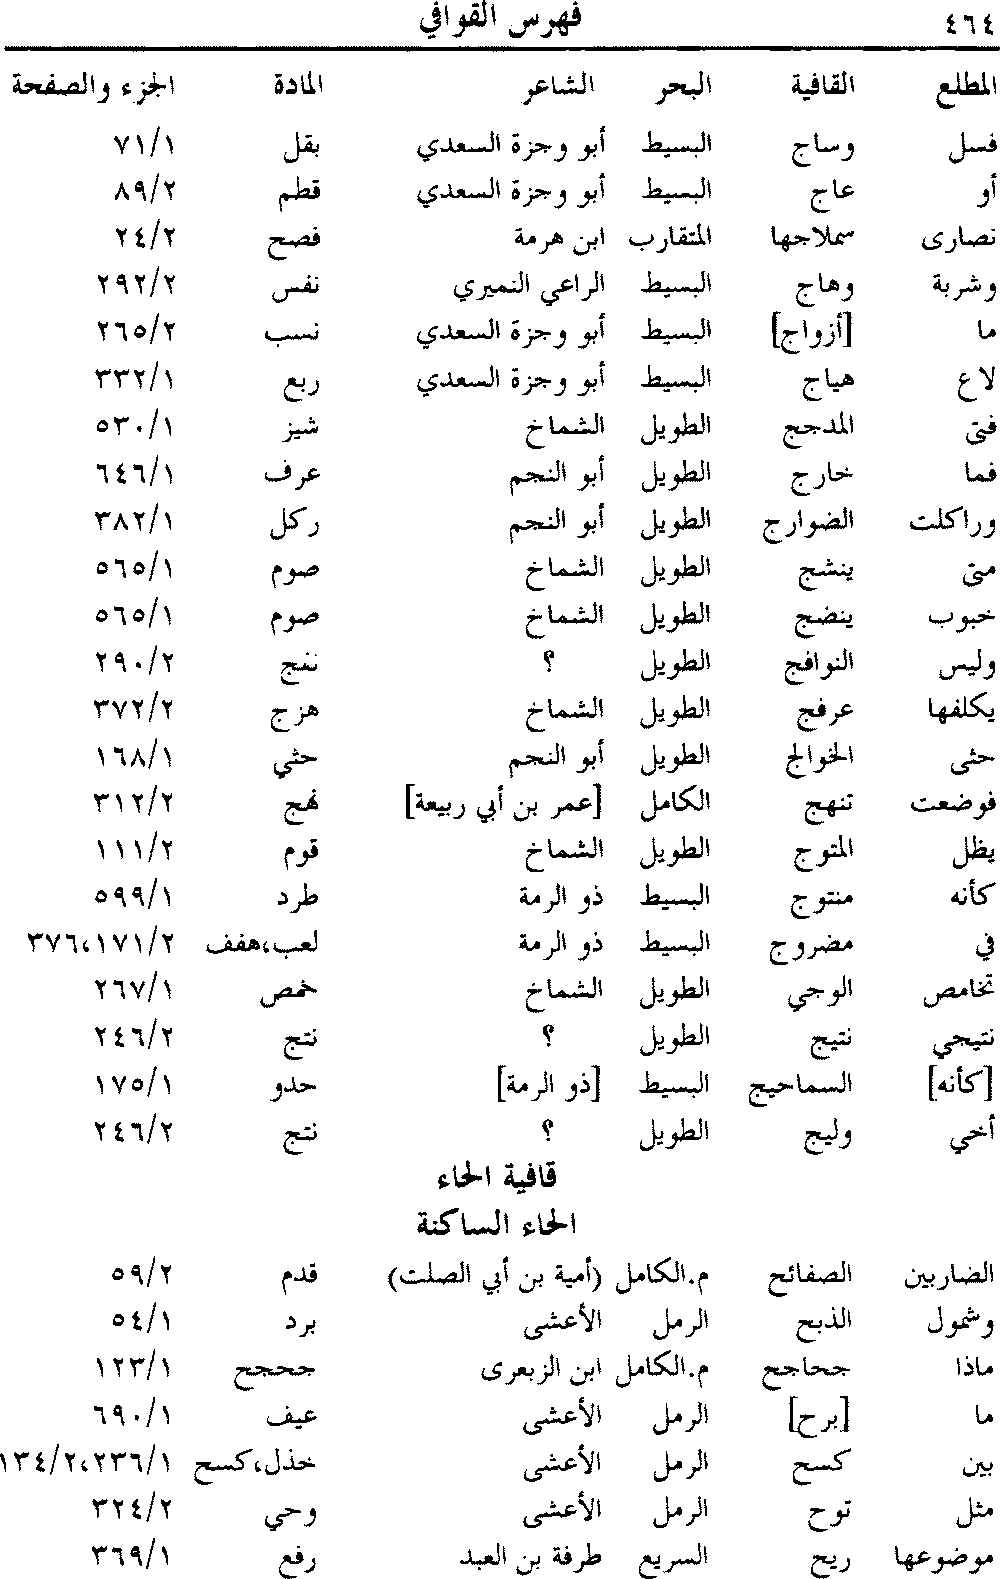 ٤٦٤ فهرس القوافي
المطلع القافية البحر الشاعر المادة الجزء والصفحة
فسل وساج البسيط أبو وجزة السعدي بقل ٧١/١
أو عاج البسيط أبو وجزة السعدي قطم ٨٩/٢
نصارى سملاجها المتقارب ابن هرمة فصح ٢٤/٢
وشربة وهاج البسيط الراعي النميري نفس ٢٩٢/٢
ما [أزواج] البسيط أبو وجزة السعدي نسب ٢٦٥/٢
لاع هياج البسيط أبو وجزة السعدي ربع ٣٣٢/١
فتى المدجج الطويل الشماخ شيز ٥٣٠/١
فما خارج الطويل أبو النجم عرف ٦٤٦/١
وراكلت الضوارج الطويل أبو النجم ركل ٣٨٢/١
متى ينشج الطويل الشماخ صوم ٥٦٥/١
خبوب ينضج الطويل الشماخ صوم ٥٦٥/١
وليس النوافج الطويل ؟ نفج ٢٩٠/٢
يكلفها عرفج الطويل الشماخ هزج ٣٧٢/٢
حثى الخوالج الطويل أبو النجم حثي ١٦٨/١
فوضعت تنهج الكامل [عمر بن أبي ربيعة] نهج ٣١٢/٢
يظل المتوج الطويل الشماخ قوم ١١١/٢
كأنه منتوج البسيط ذو الرمة طرد ٥٩٩/١
في مضروج البسيط ذو الرمة لعب،هفف ٣٧٦،١٧١/٢
تخامص الوجي الطويل الشماخ خمص ٢٦٧/١
نتيجي نتيج الطويل ؟ نتج ٢٤٦/٢
[كأنه] السماحيج البسيط [ذو الرمة] حدو ١٧٥/١
أخي وليج الطويل ؟ نتج ٢٤٦/٢
قافية الحاء
الحاء الساكنة
الضاربين الصفائح م.الكامل (أمية بن أبي الصلت) قدم ٥٩/٢
وشمول الذبح الرمل الأعشى برد ٥٤/١
ماذا جحاجح م.الكامل ابن الزبعرى جحجح ١٢٣/١
ما [برح] الرمل الأعشى عيف ٦٩٠/١
بين كسح الرمل الأعشى خذل،كسح ١٣٤/٢،٢٣٦/١
مثل توح الرمل الأعشى وحي ٣٢٤/٢
موضوعها ريح السريع طرفة بن العبد رفع ٣٦٩/١